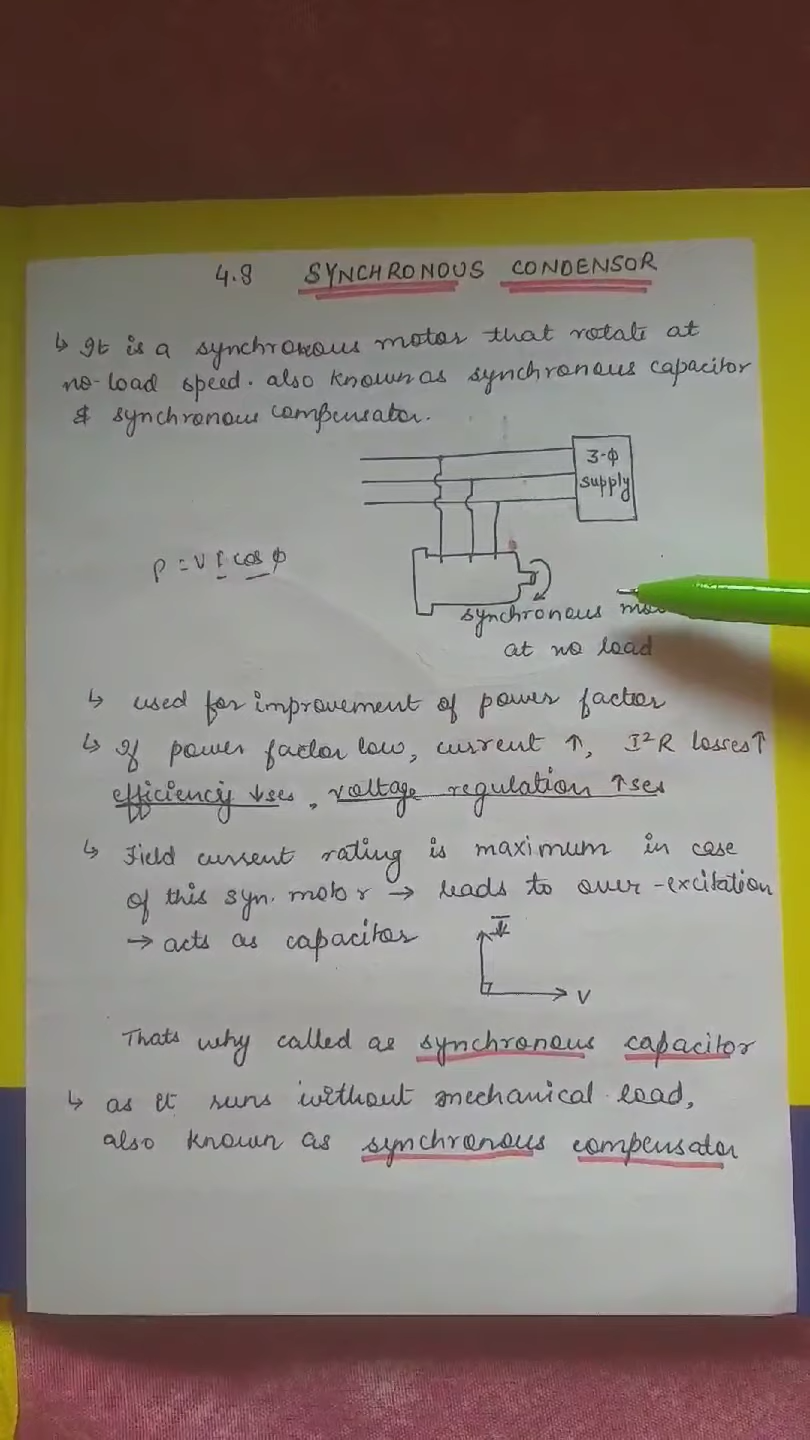 4.8 SYNCHRONOUS CONDENSOR
↳ It is a synchronous motor that rotate at
no-load speed. also known as synchronous capacitor
& synchronous compensator.
3-ϕ
supply
P = V I cos ϕ
synchronous
at no load
↳ used for improvement of power factor
↳ If power factor low, current ↑, I²R losses↑
efficiency ↓ses, voltage regulation ↑ses
↳ Field current rating is maximum in case
of this syn. motor → leads to over-excitation
→ acts as capacitor
V
Thats why called as synchronous capacitor
↳ as it runs without mechanical load,
also known as synchronous compensator